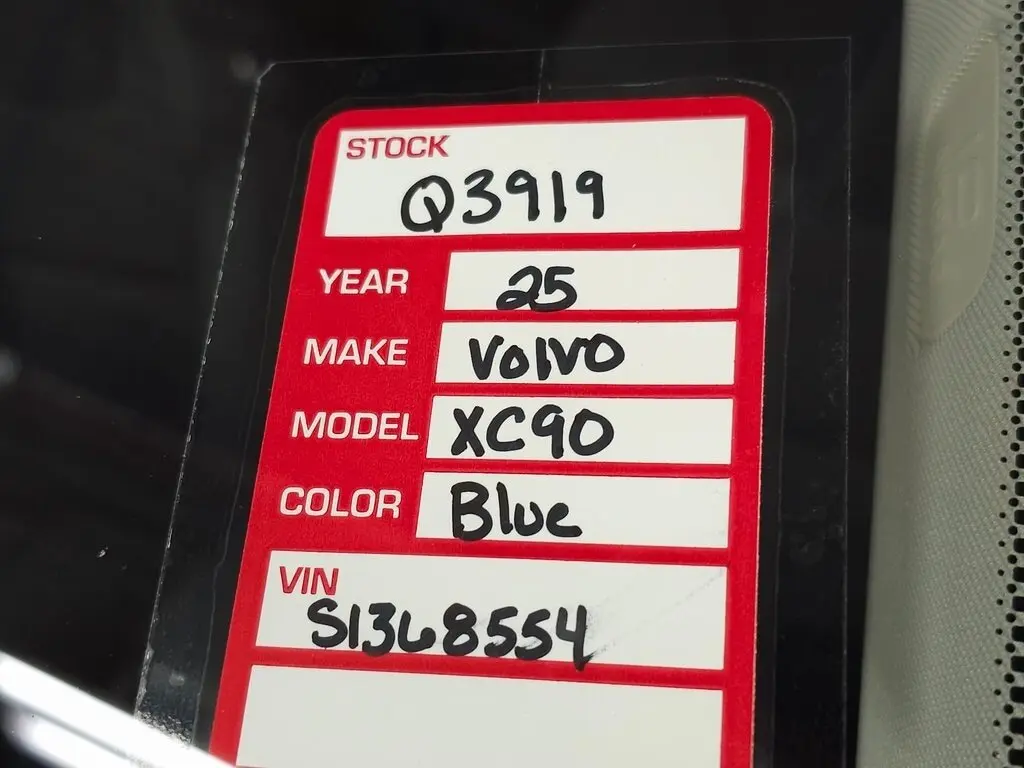 STOCK
Q3919
YEAR 25
MAKE Volvo
MODEL XC90
COLOR Blue
VIN
S1368554